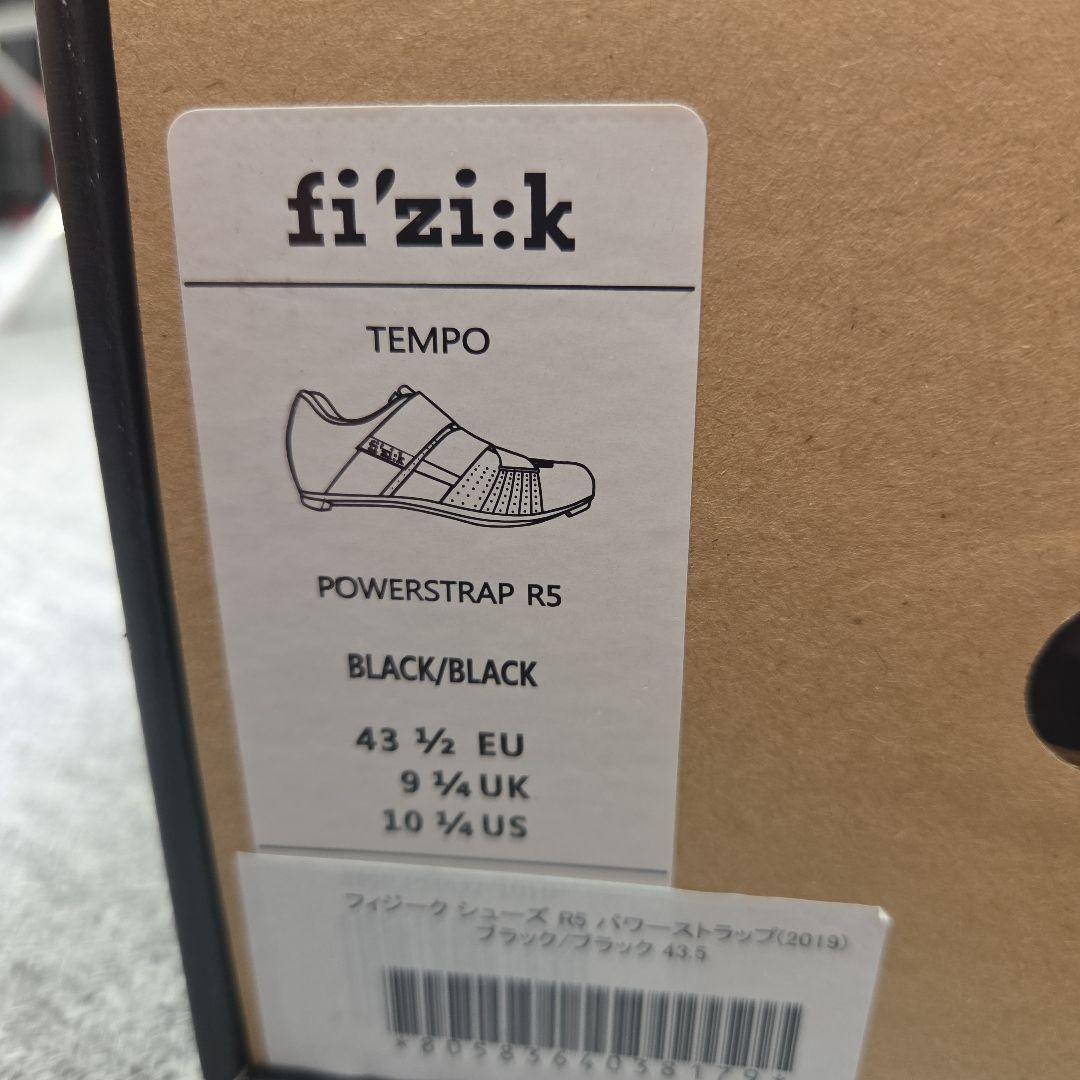 fi'zi:k
TEMPO
fi'zi:k
POWERSTRAP R5
BLACK/BLACK
43 ½ EU
9 ¼ UK
10 ¼ US
フィジーク シューズ R5 パワーストラップ(2019)
ブラック/ブラック 43.5